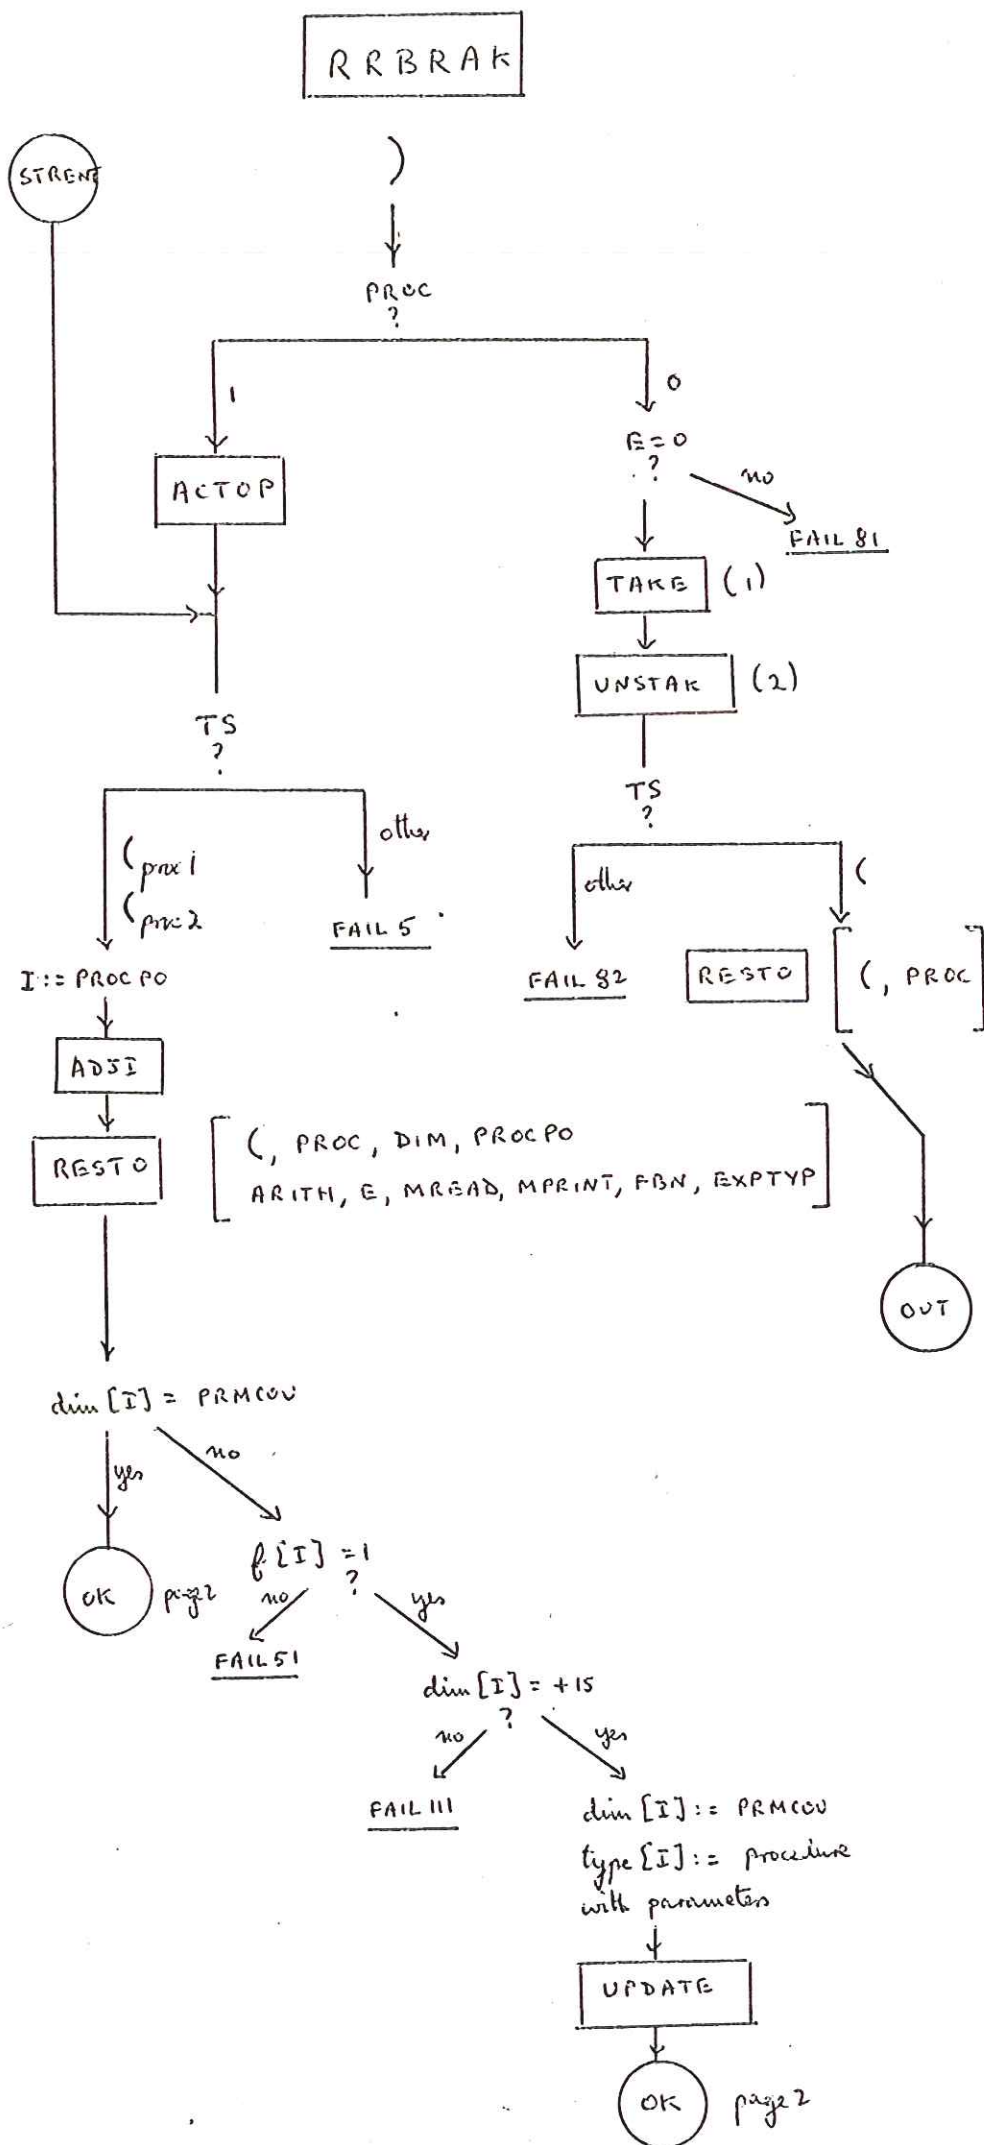 RRBRAK
)
STRENT
PROC
?
1
0
ACTOP
E = 0
?
no
FAIL 81
TAKE (1)
UNSTAK (2)
TS
?
TS
?
( proc 1
( proc 2
other
FAIL 5
other
(
FAIL 82
RESTO [ (, PROC ]
I := PROCPO
ADJI
RESTO
[ (, PROC, DIM, PROCPO
ARITH, E, MREAD, MPRINT, FBN, EXPTYP ]
OUT
dim [I] = PRMCOU
yes
no
OK page 2
f [I] = 1
?
no
yes
FAIL 51
dim [I] = +15
?
no
yes
FAIL 111
dim [I] := PRMCOU
type [I] := procedure
with parameters
UPDATE
OK page 2